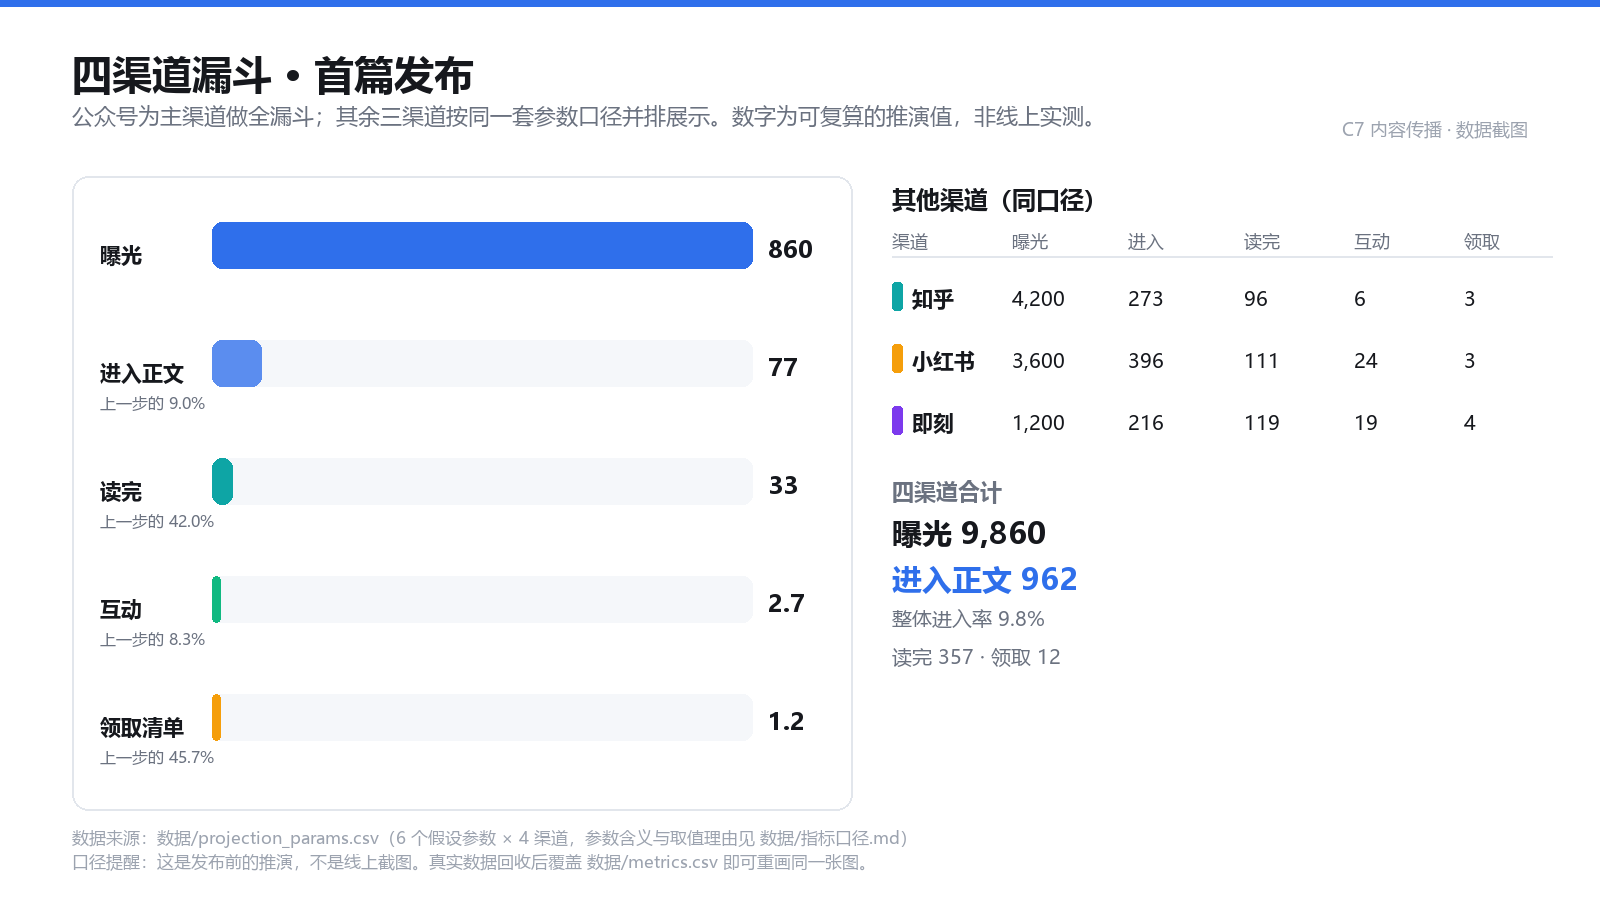 四渠道漏斗 · 首篇发布
公众号为主渠道做全漏斗；其余三渠道按同一套参数口径并排展示。数字为可复算的推演值，非线上实测。
C7 内容传播 · 数据截图
曝光
860
进入正文
77
上一步的 9.0%
读完
33
上一步的 42.0%
互动
2.7
上一步的 8.3%
领取清单
1.2
上一步的 45.7%
其他渠道（同口径）
渠道 曝光 进入 读完 互动 领取
知乎 4,200 273 96 6 3
小红书 3,600 396 111 24 3
即刻 1,200 216 119 19 4
四渠道合计
曝光 9,860
进入正文 962
整体进入率 9.8%
读完 357 · 领取 12
数据来源：数据/projection_params.csv（6 个假设参数 × 4 渠道，参数含义与取值理由见 数据/指标口径.md）
口径提醒：这是发布前的推演，不是线上截图。真实数据回收后覆盖 数据/metrics.csv 即可重画同一张图。